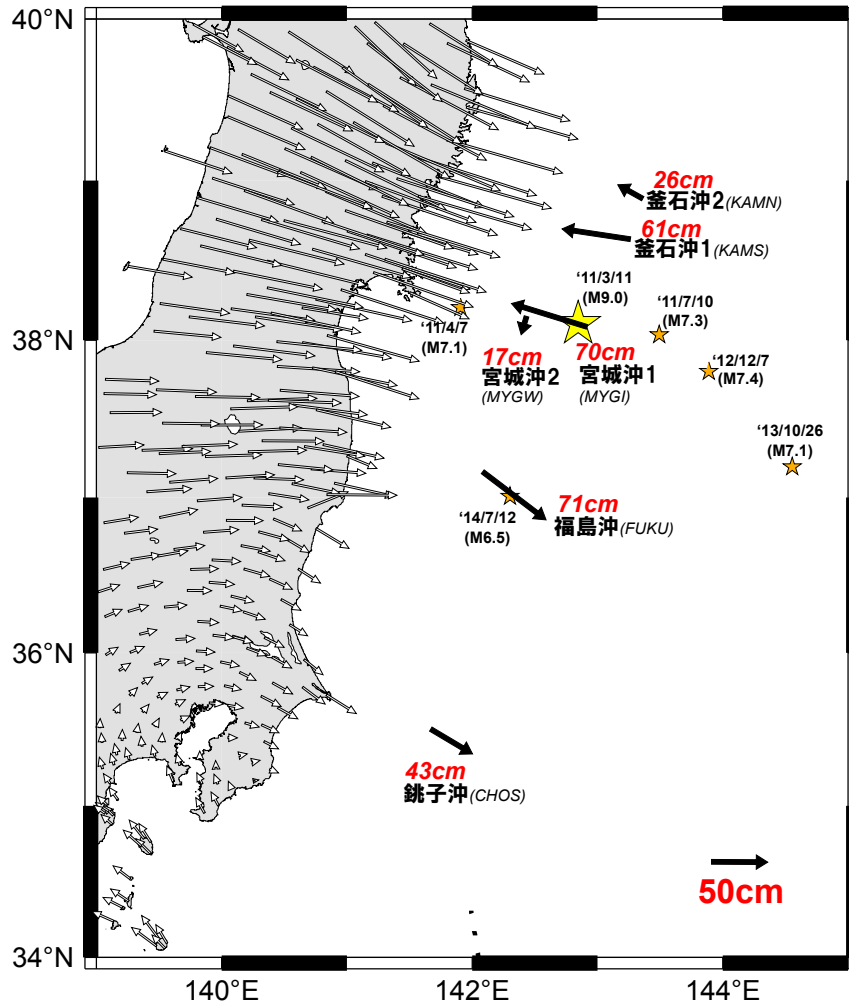 40°N
26cm
釜石沖2(KAMN)
61cm
釜石沖1(KAMS)
‘11/3/11
(M9.0)
‘11/7/10
(M7.3)
‘11/4/7
(M7.1)
38°N
17cm
宮城沖2
(MYGW)
70cm
宮城沖1
(MYGI)
‘12/12/7
(M7.4)
‘13/10/26
(M7.1)
71cm
福島沖(FUKU)
‘14/7/12
(M6.5)
36°N
43cm
銚子沖(CHOS)
50cm
34°N
140°E
142°E
144°E